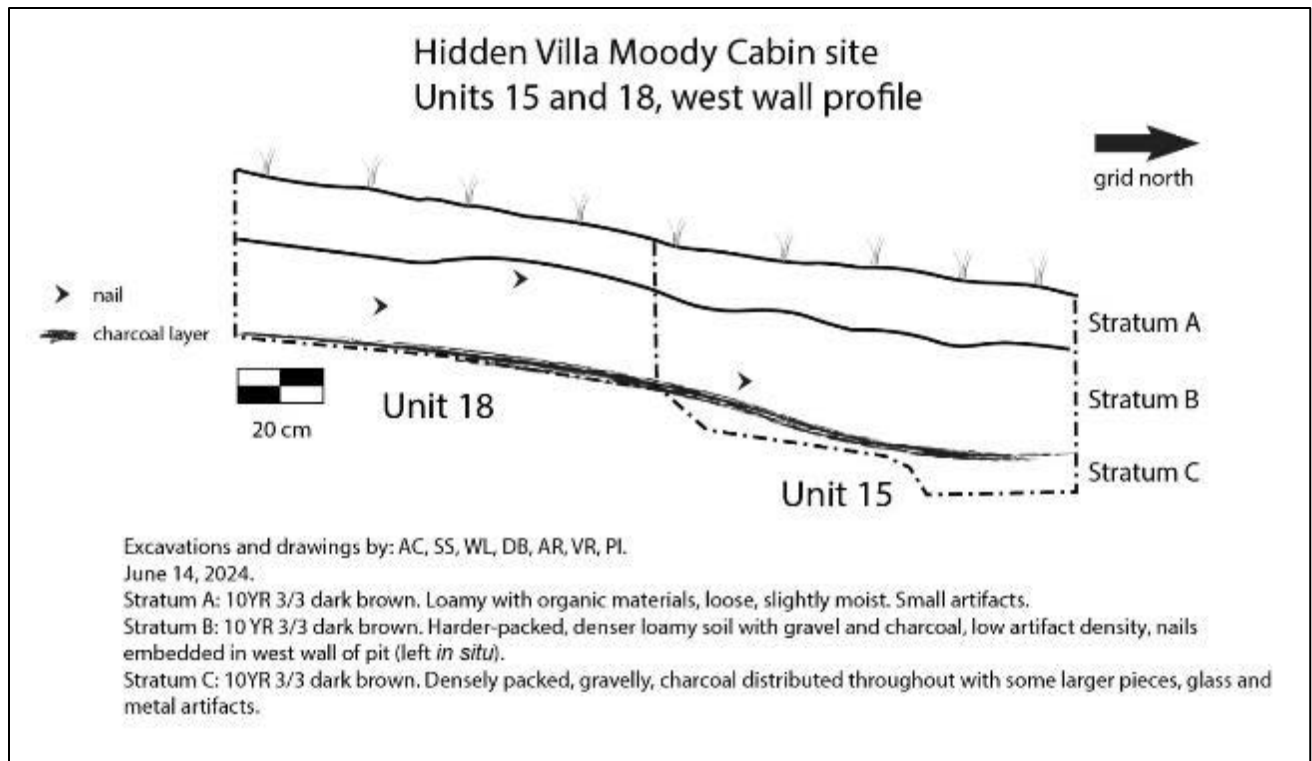 Hidden Villa Moody Cabin site
Units 15 and 18, west wall profile
grid north
nail
charcoal layer
Stratum A
Stratum B
Stratum C
20 cm
Unit 18
Unit 15
Excavations and drawings by: AC, SS, WL, DB, AR, VR, PI.
June 14, 2024.
Stratum A: 10YR 3/3 dark brown. Loamy with organic materials, loose, slightly moist. Small artifacts.
Stratum B: 10 YR 3/3 dark brown. Harder-packed, denser loamy soil with gravel and charcoal, low artifact density, nails
embedded in west wall of pit (left in situ).
Stratum C: 10YR 3/3 dark brown. Densely packed, gravelly, charcoal distributed throughout with some larger pieces, glass and
metal artifacts.